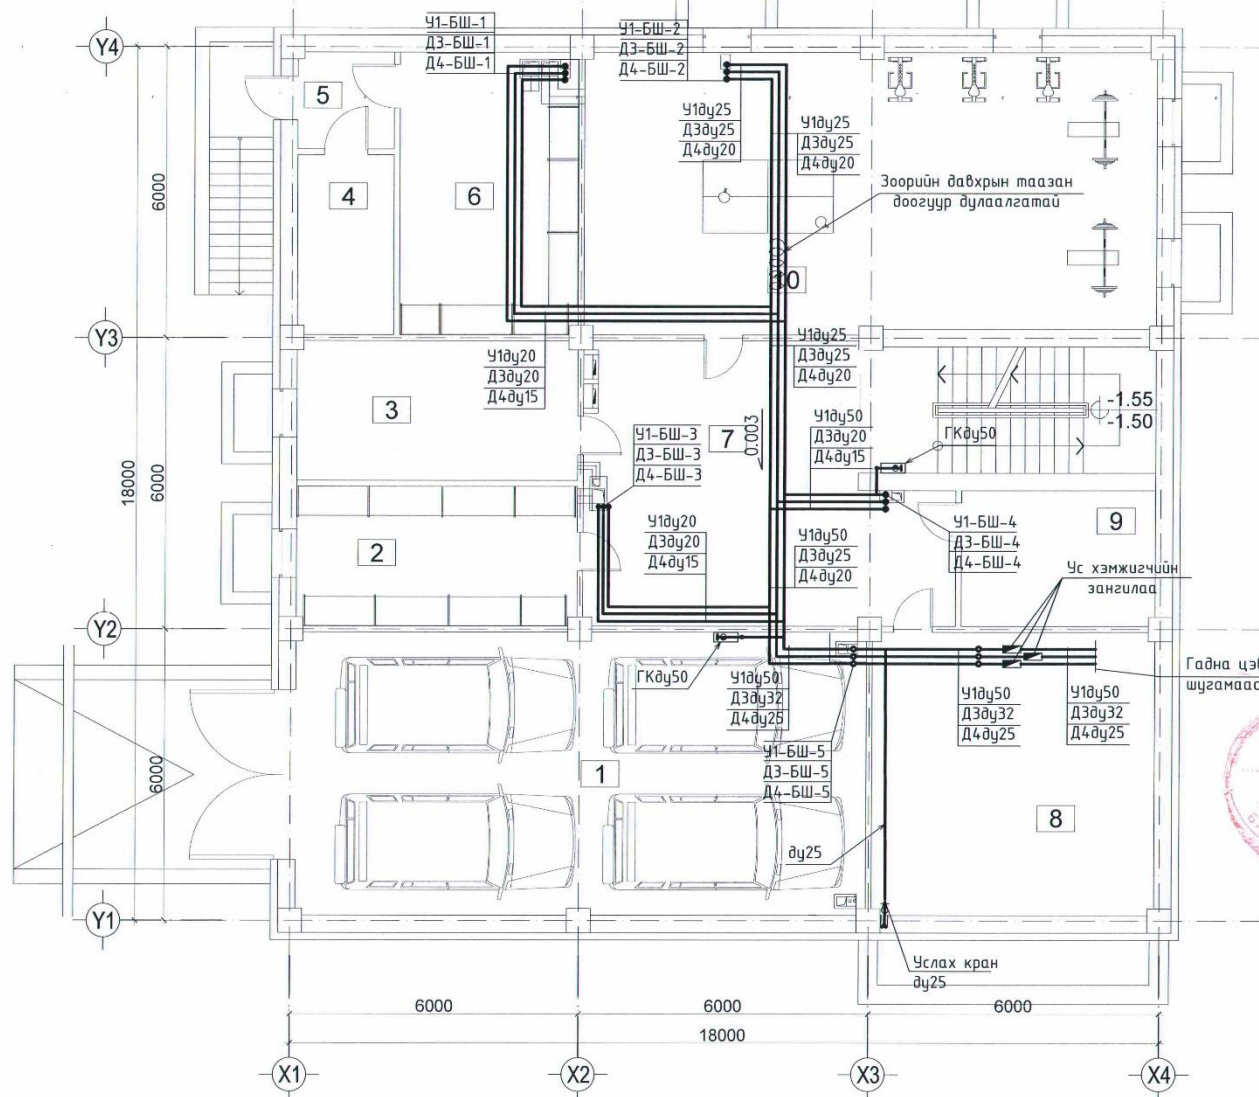 У1-БШ-1
Д3-БШ-1
Д4-БШ-1
У1-БШ-2
Д3-БШ-2
Д4-БШ-2
Y4
5
У1ду25
Д3ду25
Д4ду20
У1ду25
Д3ду25
Д4ду20
6000
4
6
Зоорийн давхрын таазан
доогуур дулаалгатай
10
Y3
У1ду20
Д3ду20
Д4ду15
У1ду25
Д3ду25
Д4ду20
-1.55
-1.50
3
7
0.003
У1ду50
Д3ду20
Д4ду15
ГКду50
У1-БШ-3
Д3-БШ-3
Д4-БШ-3
18000
6000
У1ду20
Д3ду20
Д4ду15
У1ду50
Д3ду25
Д4ду20
У1-БШ-4
Д3-БШ-4
Д4-БШ-4
9
2
Ус хэмжигчийн
зангилаа
Y2
ГКду50
У1ду50
Д3ду32
Д4ду25
У1ду50
Д3ду32
Д4ду25
У1ду50
Д3ду32
Д4ду25
Гадна
У1-БШ-5
Д3-БШ-5
Д4-БШ-5
6000
1
8
ду25
Y1
Услах кран
ду25
6000
6000
6000
18000
X1
X2
X3
X4